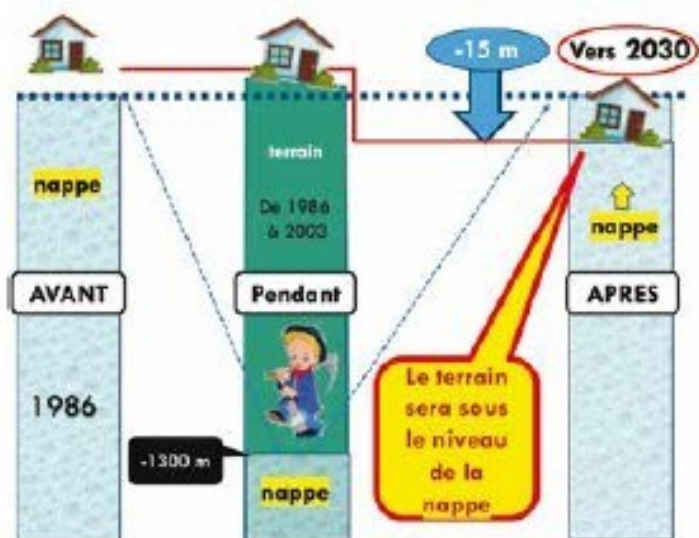 -15 m
Vers 2030
nappe
AVANT
1986
terrain
De 1986
à 2003
Pendant
-1300 m
nappe
nappe
APRES
Le terrain
sera sous
le niveau
de la
nappe